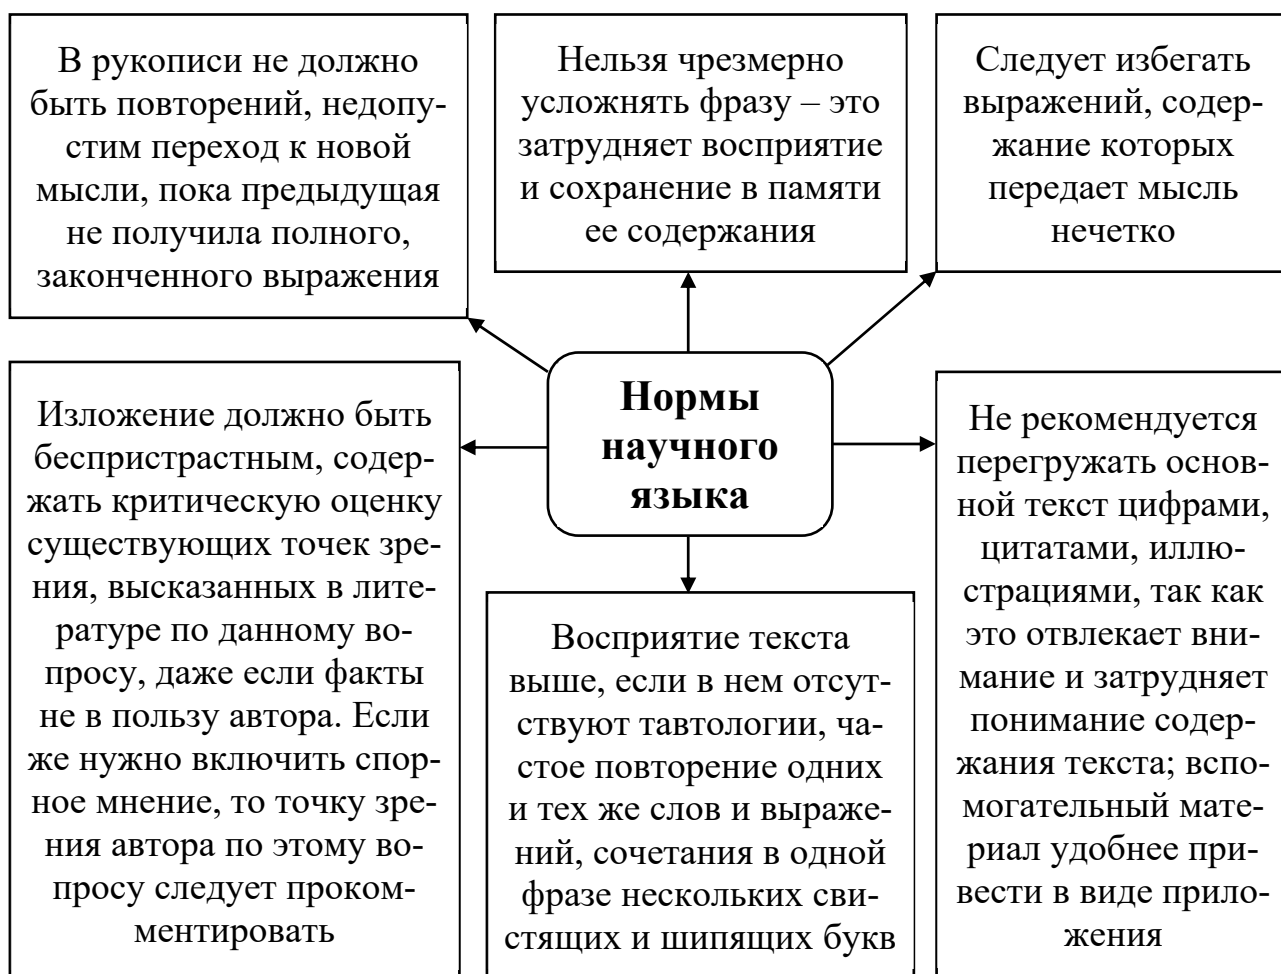 В рукописи не должно
быть повторений, недопу-
стим переход к новой
мысли, пока предыдущая
не получила полного,
законченного выражения
Нельзя чрезмерно
усложнять фразу – это
затрудняет восприятие
и сохранение в памяти
ее содержания
Следует избегать
выражений, содер-
жание которых
передает мысль
нечетко
Нормы
научного
языка
Изложение должно быть
беспристрастным, содер-
жать критическую оценку
существующих точек зре-
ния, высказанных в лите-
ратуре по данному во-
просу, даже если факты
не в пользу автора. Если
же нужно включить спор-
ное мнение, то точку зре-
ния автора по этому во-
просу следует проком-
ментировать
Восприятие текста
выше, если в нем отсут-
ствуют тавтологии, ча-
стое повторение одних
и тех же слов и выраже-
ний, сочетания в одной
фразе нескольких сви-
стящих и шипящих букв
Не рекомендуется
перегружать основ-
ной текст цифрами,
цитатами, иллю-
страциями, так как
это отвлекает вни-
мание и затрудняет
понимание содер-
жания текста; вспо-
могательный мате-
риал удобнее при-
вести в виде прило-
жения